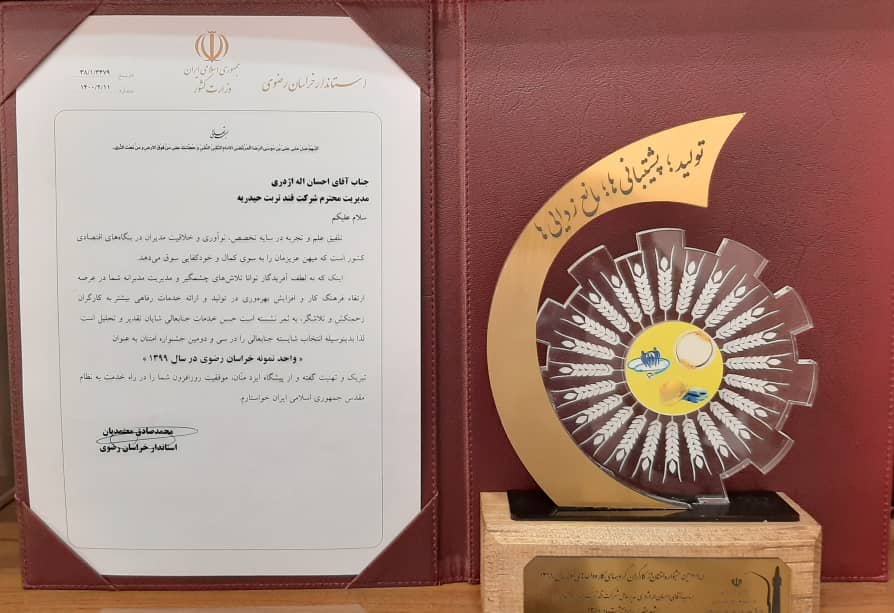 جمهوری اسلامی ایران
وزارت کشور
استاندار خراسان رضوی
۳۸/۱/۳۴۷۹
۱۴۰۰/۲/۱۱
جناب آقای احسان اله اژدری
مدیریت محترم شرکت قند تربت حیدریه
سلام علیکم
تلفیق علم و تجربه در سایه تخصص، نوآوری و خلاقیت مدیران در بنگاه‌های اقتصادی
کشور است که میهن عزیزمان را به سوی کمال و خودکفایی سوق می‌دهد.
اینک که به لطف آفریدگار توانا تلاش‌های چشمگیر و مدیریت مدبرانه شما در عرصه
ارتقاء فرهنگ کار و افزایش بهره‌وری در تولید و ارائه خدمات رفاهی بیشتر به کارگران
زحمتکش و تلاشگر، به ثمر نشسته است حسن خدمات جنابعالی شایان تقدیر و تجلیل است
لذا بدینوسیله انتخاب شایسته جنابعالی را در سی و دومین جشنواره امتنان به عنوان
« واحد نمونه خراسان رضوی در سال ۱۳۹۹ »
تبریک و تهنیت گفته و از پیشگاه ایزد منّان، موفقیت روزافزون شما را در راه خدمت به نظام
مقدس جمهوری اسلامی ایران خواستارم.
محمدصادق معتمدیان
استاندار خراسان رضوی
تولید؛ پشتیبانی ها؛ مانع زدایی ها